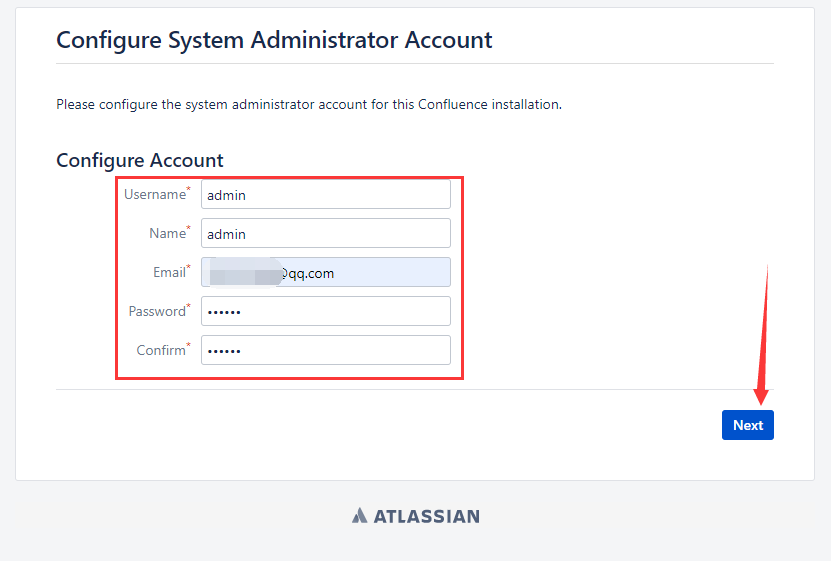 Configure System Administrator Account
Please configure the system administrator account for this Confluence installation.
Configure Account
Username* admin
Name* admin
Email* @qq.com
Password* ••••••
Confirm* ••••••
Next
ATLASSIAN